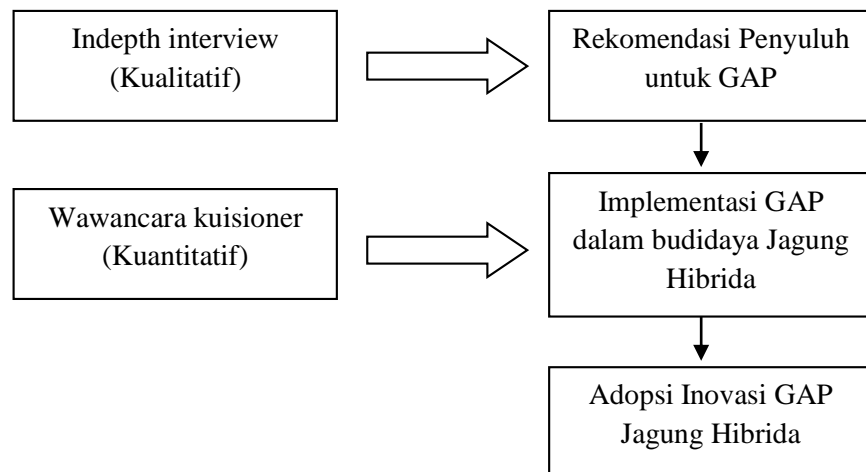 Indepth interview
(Kualitatif)
Rekomendasi Penyuluh
untuk GAP
Wawancara kuisioner
(Kuantitatif)
Implementasi GAP
dalam budidaya Jagung
Hibrida
Adopsi Inovasi GAP
Jagung Hibrida